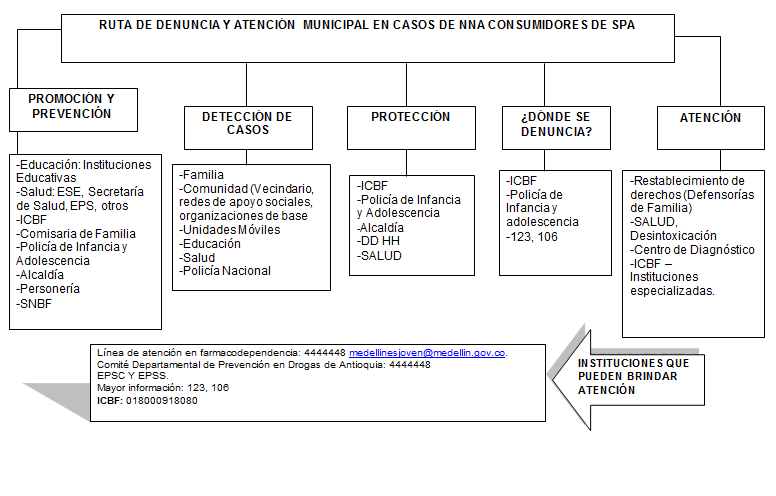 RUTA DE DENUNCIA Y ATENCIÓN MUNICIPAL EN CASOS DE NNA CONSUMIDORES DE SPA
PROMOCIÓN Y
PREVENCIÓN
-Educación: Instituciones
Educativas
-Salud: ESE, Secretaría
de Salud, EPS, otros
-ICBF
-Comisaria de Familia
-Policía de Infancia y
Adolescencia
-Alcaldía
-Personería
-SNBF
DETECCIÓN DE
CASOS
-Familia
-Comunidad (Vecindario,
redes de apoyo sociales,
organizaciones de base
-Unidades Móviles
-Educación
-Salud
-Policía Nacional
PROTECCIÓN
-ICBF
-Policía de Infancia
y Adolescencia
-Alcaldía
-DD HH
-SALUD
¿DÓNDE SE
DENUNCIA?
-ICBF
-Policía de
Infancia y
adolescencia
-123, 106
ATENCIÓN
-Restablecimiento de
derechos (Defensorías
de Familia)
-SALUD,
Desintoxicación
-Centro de Diagnóstico
-ICBF –
Instituciones
especializadas.
Línea de atención en farmacodependencia: 4444448 medellinesjoven@medellin.gov.co.
Comité Departamental de Prevención en Drogas de Antioquia: 4444448
EPSC Y EPSS.
Mayor información: 123, 106
ICBF: 018000918080
INSTITUCIONES QUE
PUEDEN BRINDAR
ATENCIÓN